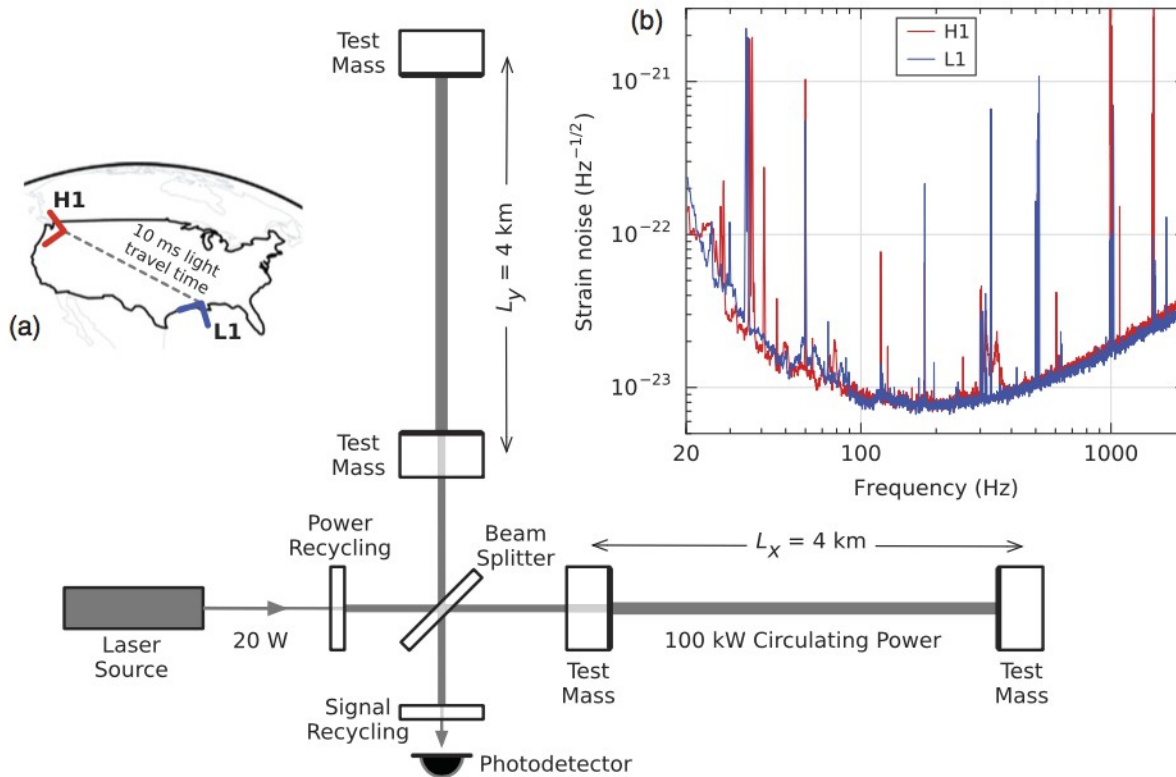 Test
Mass
(b)
H1
L1
10⁻²¹
10⁻²²
10⁻²³
Strain noise (Hz⁻¹/²)
20
100
1000
Frequency (Hz)
H1
10 ms light
travel time
L1
(a)
L_y = 4 km
Test
Mass
Power
Recycling
Beam
Splitter
L_x = 4 km
Laser
Source
20 W
100 kW Circulating Power
Test
Mass
Test
Mass
Signal
Recycling
Photodetector